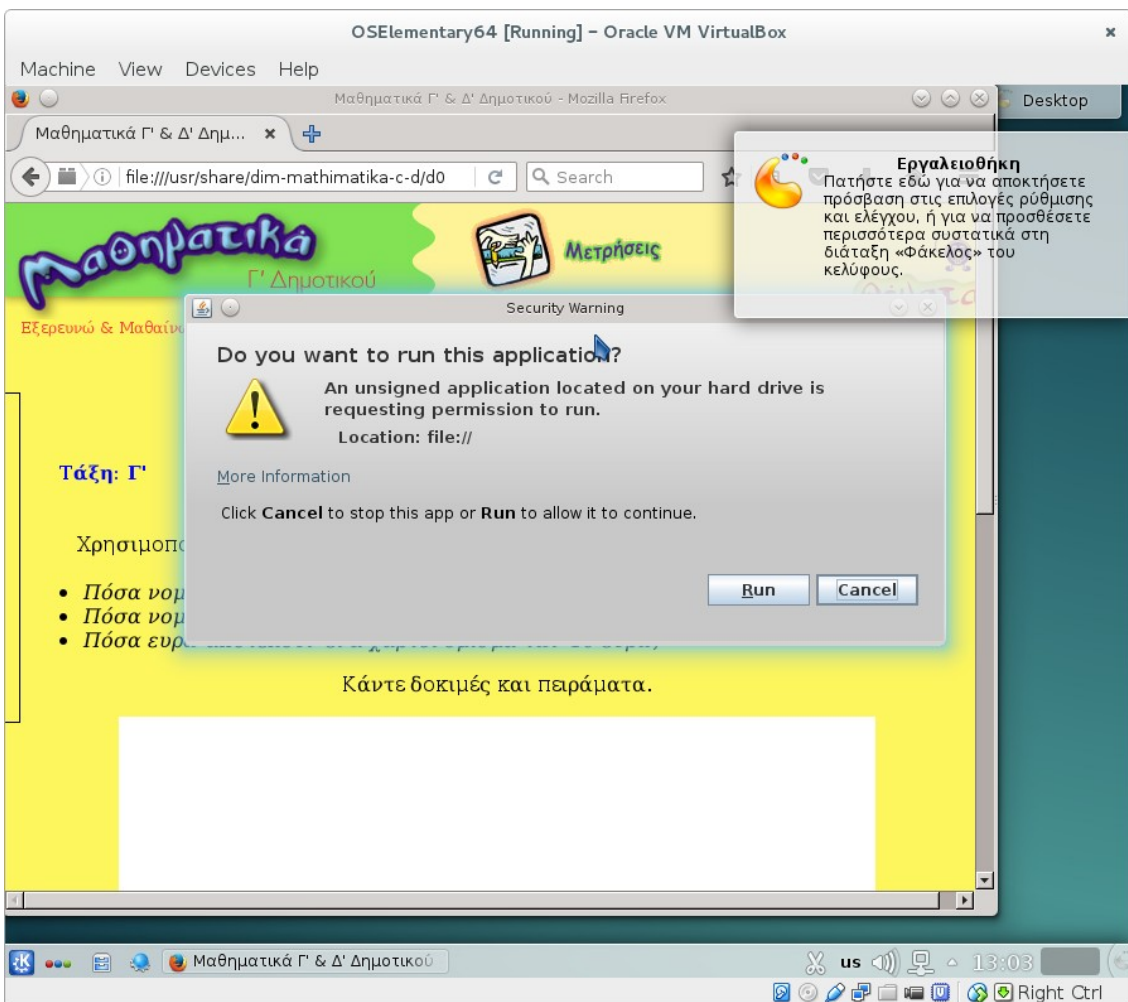 OSElementary64 [Running] – Oracle VM VirtualBox
Machine View Devices Help
Μαθηματικά Γ' & Δ' Δημοτικού - Mozilla Firefox
Desktop
Μαθηματικά Γ' & Δ' Δημ...
file:///usr/share/dim-mathimatika-c-d/d0
Search
Εργαλειοθήκη
Πατήστε εδώ για να αποκτήσετε
πρόσβαση στις επιλογές ρύθμισης
και ελέγχου, ή για να προσθέσετε
περισσότερα συστατικά στη
διάταξη «Φάκελος» του
κελύφους.
Μαθηματικά
Γ' Δημοτικού
Μετρήσεις
Εξερευνώ &
Security Warning
Do you want to run this application?
An unsigned application located on your hard drive is
requesting permission to run.
Location: file://
More Information
Click Cancel to stop this app or Run to allow it to continue.
Run Cancel
Τάξη: Γ'
• Πόσα
• Πόσα
• Πόσα
Κάντε δοκιμές και πειράματα.
Μαθηματικά Γ' & Δ' Δημοτικού
us
13:03
Right Ctrl